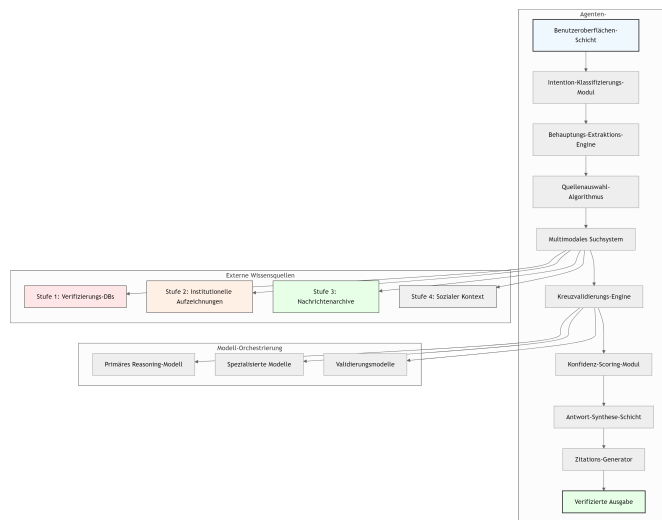 Agenten-
Benutzeroberflächen-
Schicht
Intention-Klassifizierungs-
Modul
Behauptungs-Extraktions-
Engine
Quellenauswahl-
Algorithmus
Multimodales Suchsystem
Externe Wissensquellen
Stufe 1: Verifizierungs-DBs
Stufe 2: Institutionelle
Aufzeichnungen
Stufe 3:
Nachrichtenarchive
Stufe 4: Sozialer Kontext
Kreuzvalidierungs-Engine
Modell-Orchestrierung
Primäres Reasoning-Modell
Spezialisierte Modelle
Validierungsmodelle
Konfidenz-Scoring-Modul
Antwort-Synthese-Schicht
Zitations-Generator
Verifizierte Ausgabe